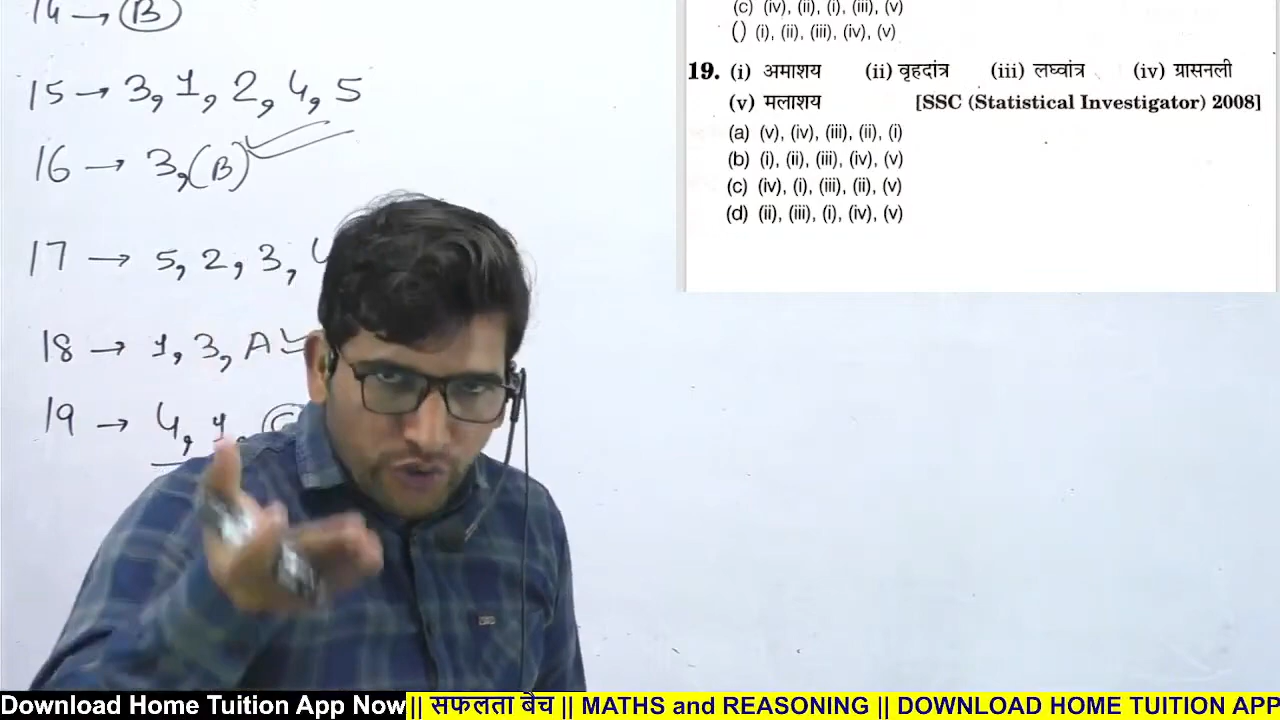 14 → B
15 → 3, 1, 2, 4, 5
16 → 3, (B)
17 → 5, 2, 3, 4
18 → 1, 3, A
19 → 4, 1, C
(c) (iv), (ii), (i), (iii), (v)
() (i), (ii), (iii), (iv), (v)
19. (i) अमाशय (ii) वृहदांत्र (iii) लघ्वांत्र (iv) ग्रासनली
(v) मलाशय [SSC (Statistical Investigator) 2008]
(a) (v), (iv), (iii), (ii), (i)
(b) (i), (ii), (iii), (iv), (v)
(c) (iv), (i), (iii), (ii), (v)
(d) (ii), (iii), (i), (iv), (v)
Download Home Tuition App Now || सफलता बैच || MATHS and REASONING || DOWNLOAD HOME TUITION APP